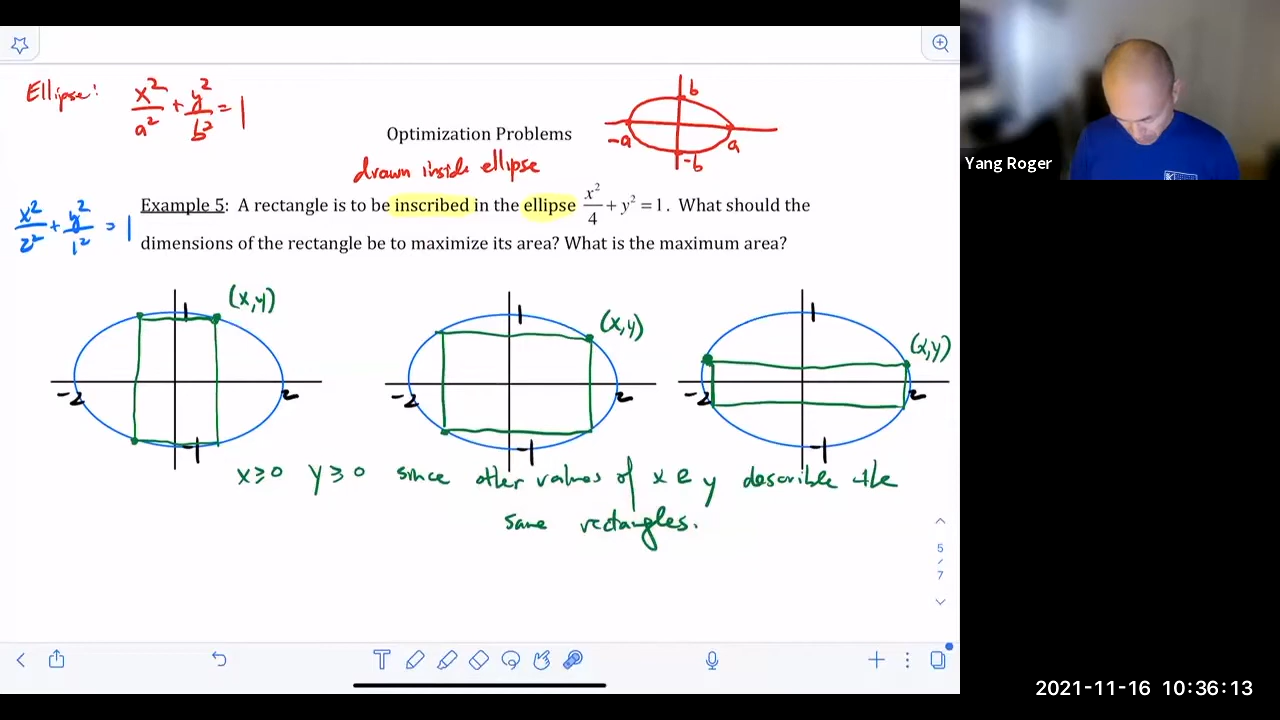 Ellipse: x²/a² + y²/b² = 1
b
-a
a
-b
Optimization Problems
drawn inside ellipse
x²/2² + y²/1² = 1
Example 5: A rectangle is to be inscribed in the ellipse x²/4 + y² = 1. What should the
dimensions of the rectangle be to maximize its area? What is the maximum area?
1 (x,y)
-2 2
-1
1 (x,y)
-2 2
-1
1 (x,y)
-2 2
-1
x≥0 y≥0 since other values of x & y describe the
same rectangles.
5
/
7
T
Yang Roger
2021-11-16 10:36:13